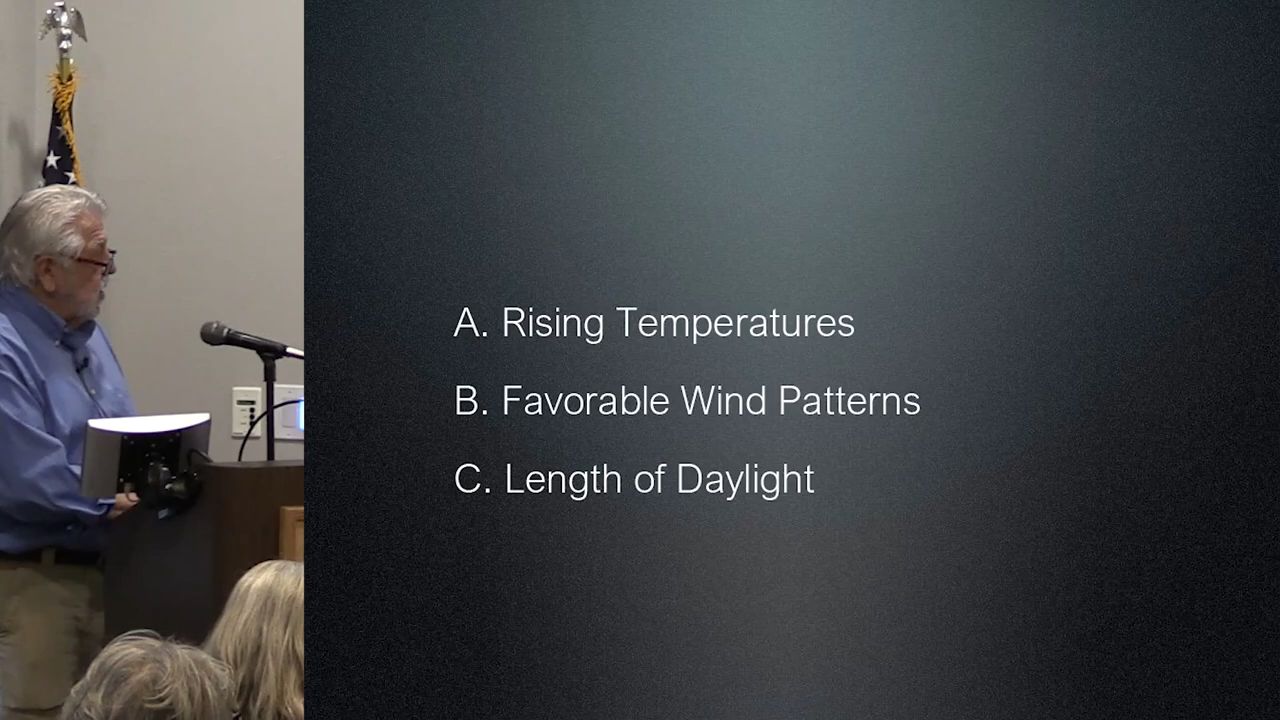 A. Rising Temperatures
B. Favorable Wind Patterns
C. Length of Daylight